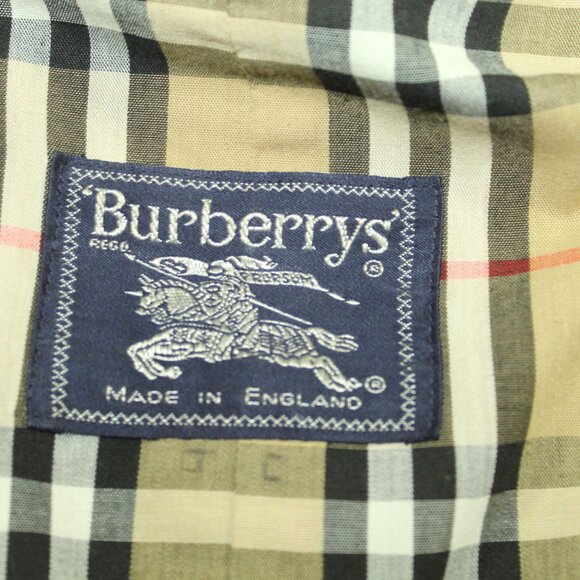 'Burberrys'
REGD.
®
PRORSUM
®
MADE IN ENGLAND